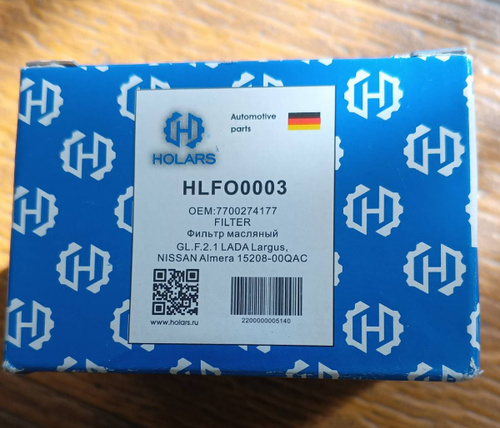 HOLARS
Automotive
parts
HLFO0003
OEM:7700274177
FILTER
Фильтр масляный
GL.F.2.1 LADA Largus,
NISSAN Almera 15208-00QAC
www.holars.ru
2200000005140